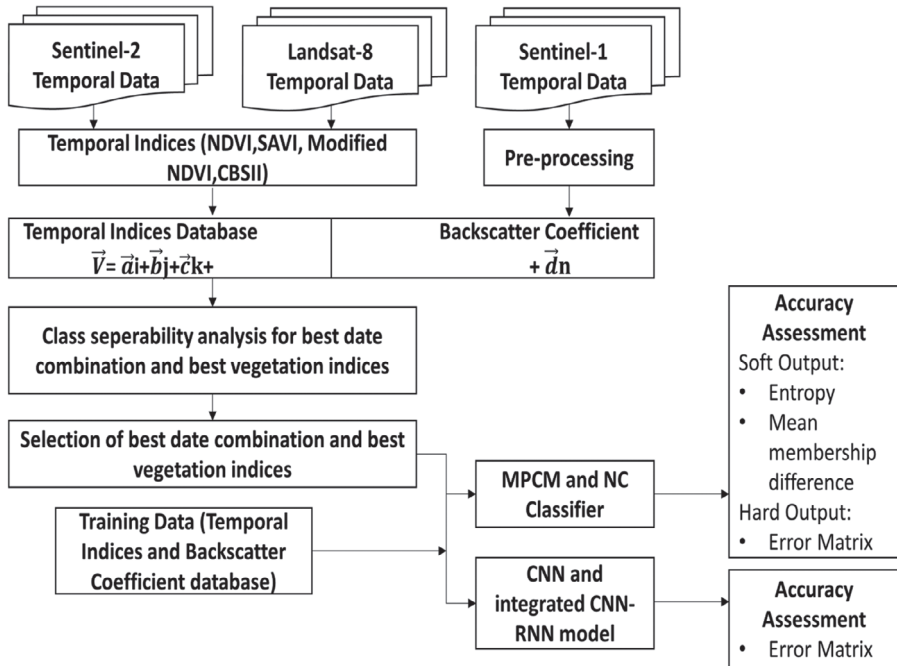 Sentinel-2
Temporal Data
Landsat-8
Temporal Data
Sentinel-1
Temporal Data
Temporal Indices (NDVI,SAVI, Modified
NDVI,CBSII)
Pre-processing
Temporal Indices Database
V⃗= a⃗i+b⃗j+c⃗k+
Backscatter Coefficient
+ d⃗n
Class seperability analysis for best date
combination and best vegetation indices
Selection of best date combination and best
vegetation indices
Training Data (Temporal
Indices and Backscatter
Coefficient database)
MPCM and NC
Classifier
CNN and
integrated CNN-
RNN model
Accuracy
Assessment
Soft Output:
• Entropy
• Mean
membership
difference
Hard Output:
• Error Matrix
Accuracy
Assessment
• Error Matrix